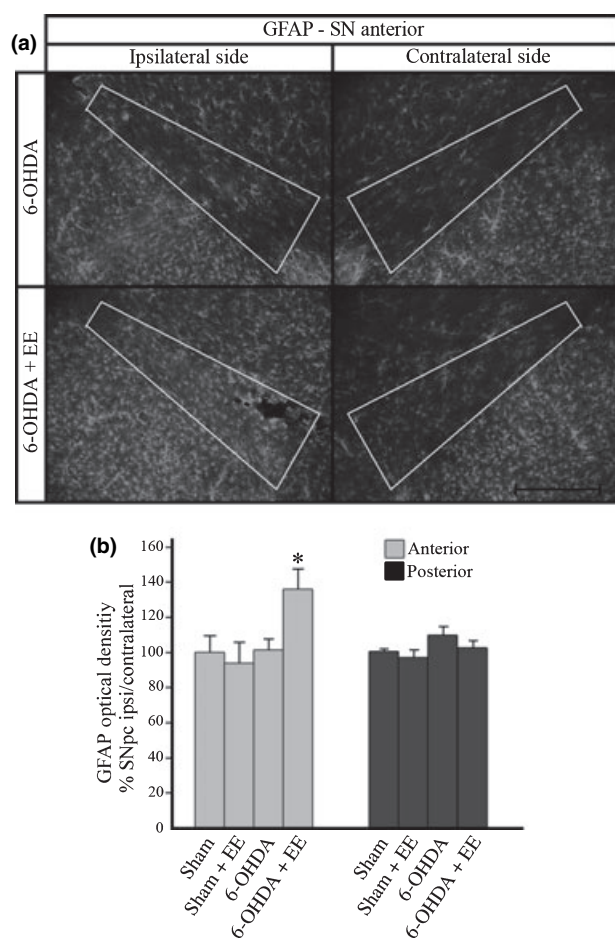 (a)
GFAP - SN anterior
Ipsilateral side
Contralateral side
6-OHDA
6-OHDA + EE
(b)
160
140
120
100
80
60
40
20
0
GFAP optical densitiy
% SNpc ipsi/contralateral
*
Anterior
Posterior
Sham
Sham + EE
6-OHDA
6-OHDA + EE
Sham
Sham + EE
6-OHDA
6-OHDA + EE